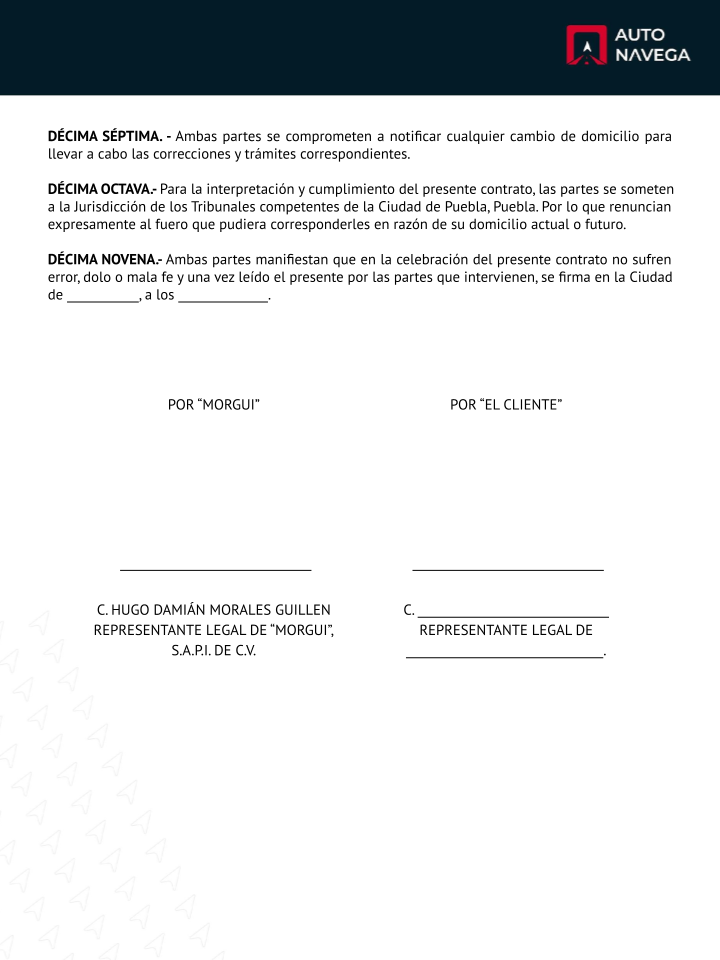 AUTO
NAVEGA
DÉCIMA SÉPTIMA. - Ambas partes se comprometen a notificar cualquier cambio de domicilio para
llevar a cabo las correcciones y trámites correspondientes.
DÉCIMA OCTAVA.- Para la interpretación y cumplimiento del presente contrato, las partes se someten
a la Jurisdicción de los Tribunales competentes de la Ciudad de Puebla, Puebla. Por lo que renuncian
expresamente al fuero que pudiera corresponderles en razón de su domicilio actual o futuro.
DÉCIMA NOVENA.- Ambas partes manifiestan que en la celebración del presente contrato no sufren
error, dolo o mala fe y una vez leído el presente por las partes que intervienen, se firma en la Ciudad
de __________, a los ____________.
POR “MORGUI”
POR “EL CLIENTE”
C. HUGO DAMIÁN MORALES GUILLEN
REPRESENTANTE LEGAL DE “MORGUI”,
S.A.P.I. DE C.V.
C. __________________________
REPRESENTANTE LEGAL DE
___________________________.